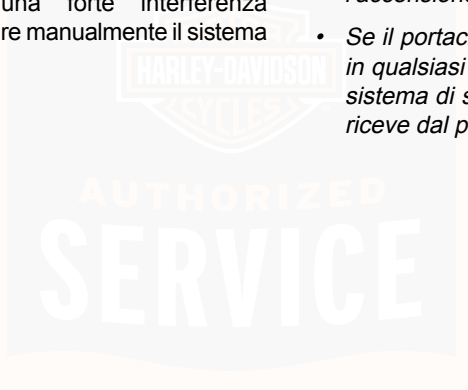 una forte interferenza
re manualmente il sistema
l'accensione
• Se il portac
in qualsiasi
sistema di s
riceve dal p
HARLEY-DAVIDSON
CYCLES
AUTHORIZED
SERVICE